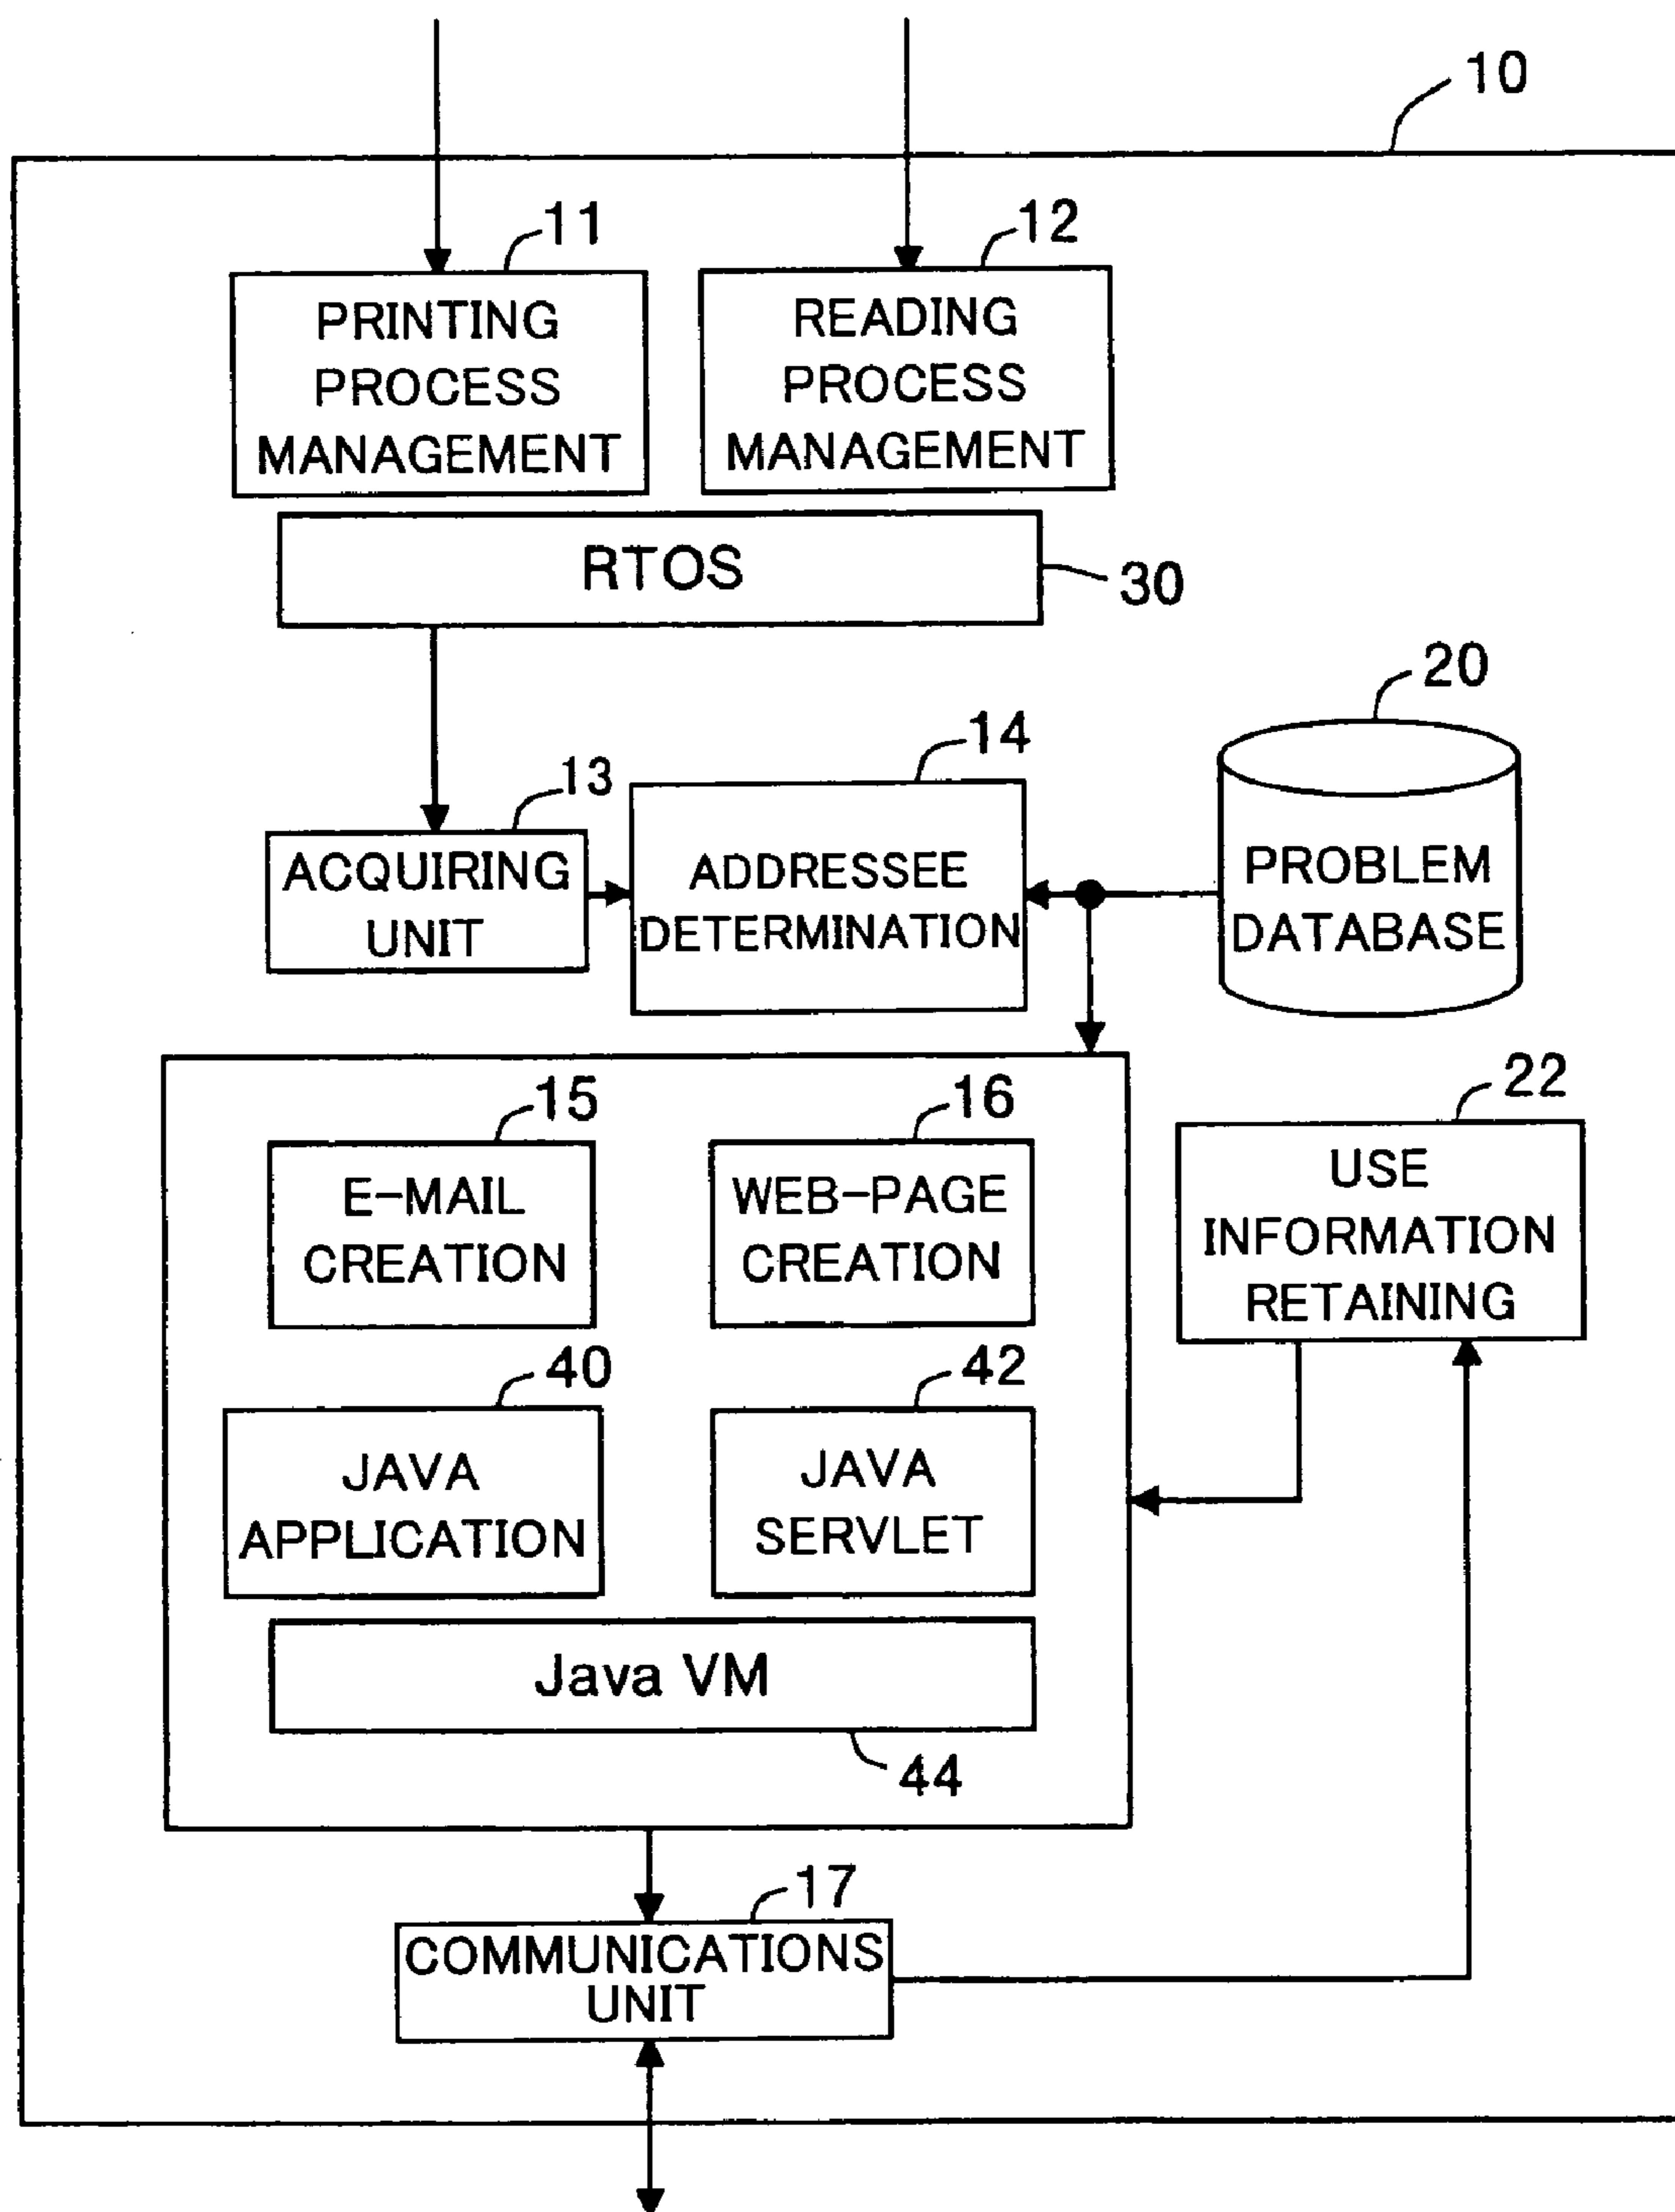 10
11
12
PRINTING
PROCESS
MANAGEMENT
READING
PROCESS
MANAGEMENT
RTOS
30
20
14
13
ACQUIRING
UNIT
ADDRESSEE
DETERMINATION
PROBLEM
DATABASE
15
16
22
E-MAIL
CREATION
WEB-PAGE
CREATION
USE
INFORMATION
RETAINING
40
42
JAVA
APPLICATION
JAVA
SERVLET
Java VM
44
17
COMMUNICATIONS
UNIT